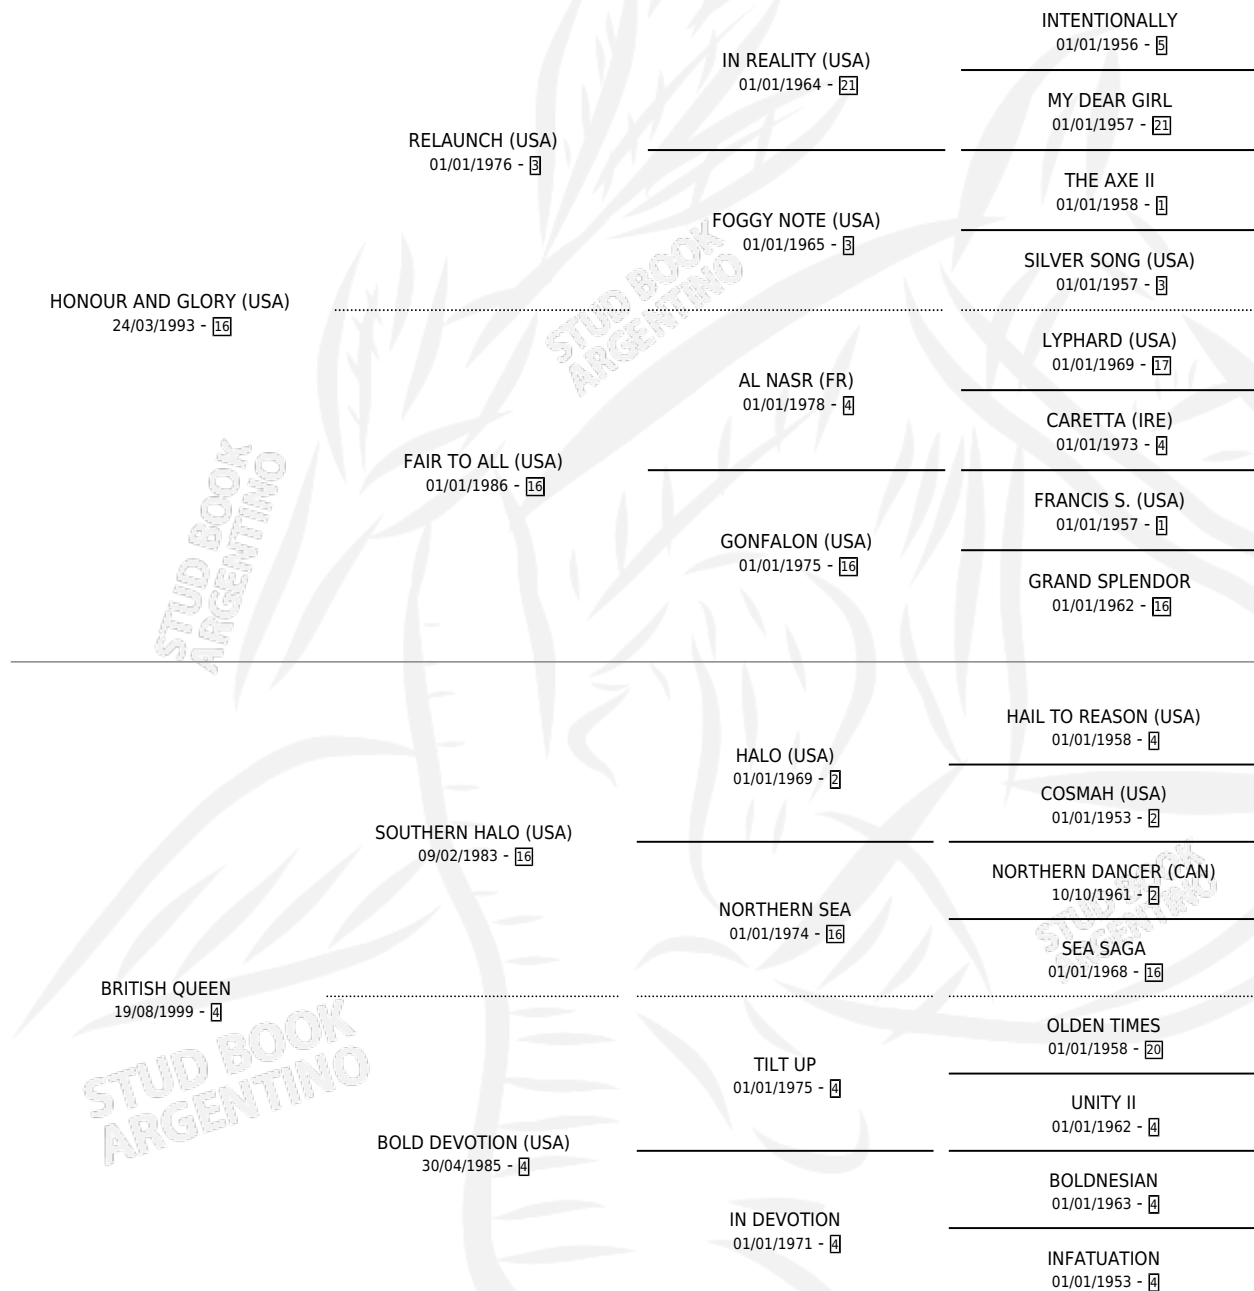 INTENTIONALLY
01/01/1956 - 5
IN REALITY (USA)
01/01/1964 - 21
MY DEAR GIRL
01/01/1957 - 21
RELAUNCH (USA)
01/01/1976 - 3
THE AXE II
01/01/1958 - 1
FOGGY NOTE (USA)
01/01/1965 - 3
SILVER SONG (USA)
01/01/1957 - 3
HONOUR AND GLORY (USA)
24/03/1993 - 16
LYPHARD (USA)
01/01/1969 - 17
AL NASR (FR)
01/01/1978 - 4
CARETTA (IRE)
01/01/1973 - 4
FAIR TO ALL (USA)
01/01/1986 - 16
FRANCIS S. (USA)
01/01/1957 - 1
GONFALON (USA)
01/01/1975 - 16
GRAND SPLENDOR
01/01/1962 - 16
HAIL TO REASON (USA)
01/01/1958 - 4
HALO (USA)
01/01/1969 - 2
COSMAH (USA)
01/01/1953 - 2
SOUTHERN HALO (USA)
09/02/1983 - 16
NORTHERN DANCER (CAN)
10/10/1961 - 2
NORTHERN SEA
01/01/1974 - 16
SEA SAGA
01/01/1968 - 16
BRITISH QUEEN
19/08/1999 - 4
OLDEN TIMES
01/01/1958 - 20
TILT UP
01/01/1975 - 4
UNITY II
01/01/1962 - 4
BOLD DEVOTION (USA)
30/04/1985 - 4
BOLDNESIAN
01/01/1963 - 4
IN DEVOTION
01/01/1971 - 4
INFATUATION
01/01/1953 - 4
STUD BOOK
ARGENTINO
STUD BOOK
ARGENTINO
STUD BOOK
ARGENTINO
STUD BOOK
ARGENTINO